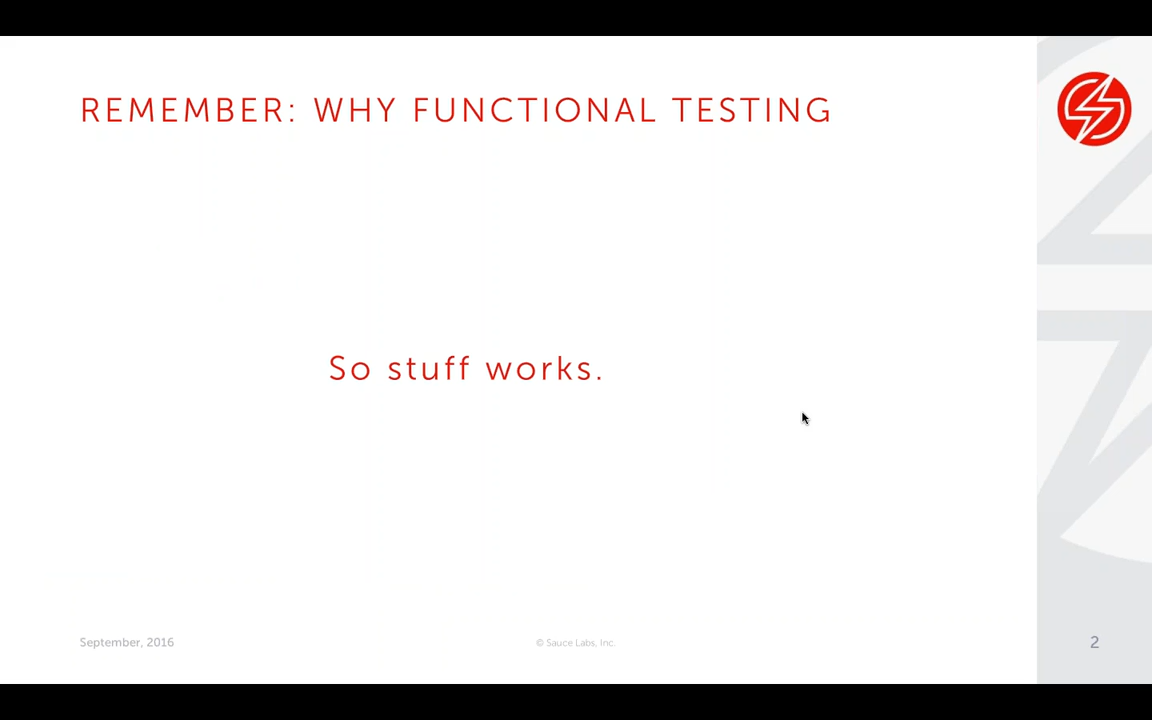 REMEMBER: WHY FUNCTIONAL TESTING
So stuff works.
September, 2016
© Sauce Labs, Inc.
2